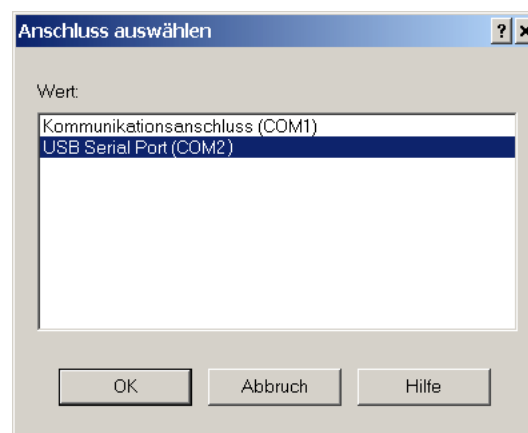 Anschluss auswählen
Wert:
Kommunikationsanschluss (COM1)
USB Serial Port (COM2)
OK Abbruch Hilfe